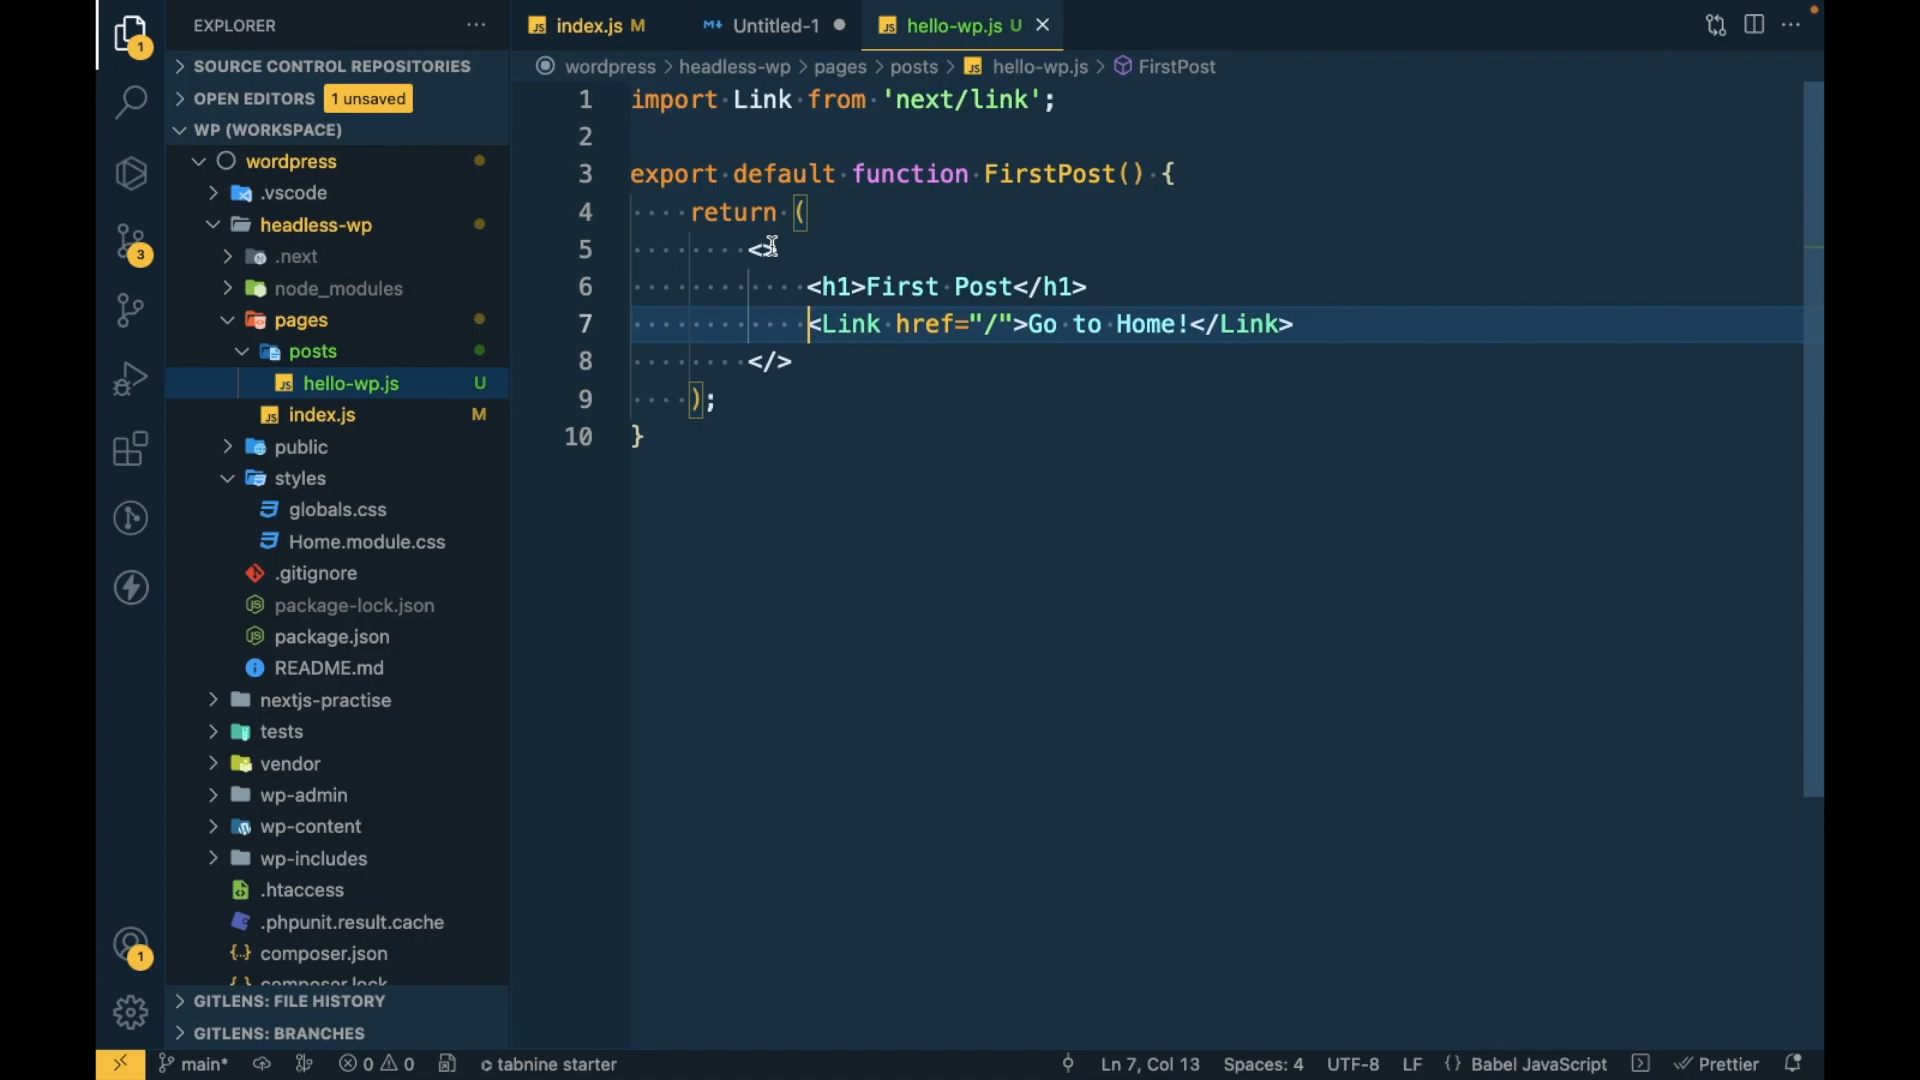 EXPLORER
SOURCE CONTROL REPOSITORIES
OPEN EDITORS 1 unsaved
WP (WORKSPACE)
wordpress
.vscode
headless-wp
.next
node_modules
pages
posts
hello-wp.js U
index.js M
public
styles
globals.css
Home.module.css
.gitignore
package-lock.json
package.json
README.md
nextjs-practise
tests
vendor
wp-admin
wp-content
wp-includes
.htaccess
.phpunit.result.cache
composer.json
composer.lock
GITLENS: FILE HISTORY
GITLENS: BRANCHES
1
3
1
index.js M Untitled-1 hello-wp.js U
wordpress > headless-wp > pages > posts > hello-wp.js > FirstPost
1 import Link from 'next/link';
2
3 export default function FirstPost() {
4 return (
5 <>
6 <h1>First Post</h1>
7 <Link href="/">Go to Home!</Link>
8 </>
9 );
10 }
main* 0 0 tabnine starter Ln 7, Col 13 Spaces: 4 UTF-8 LF {} Babel JavaScript Prettier